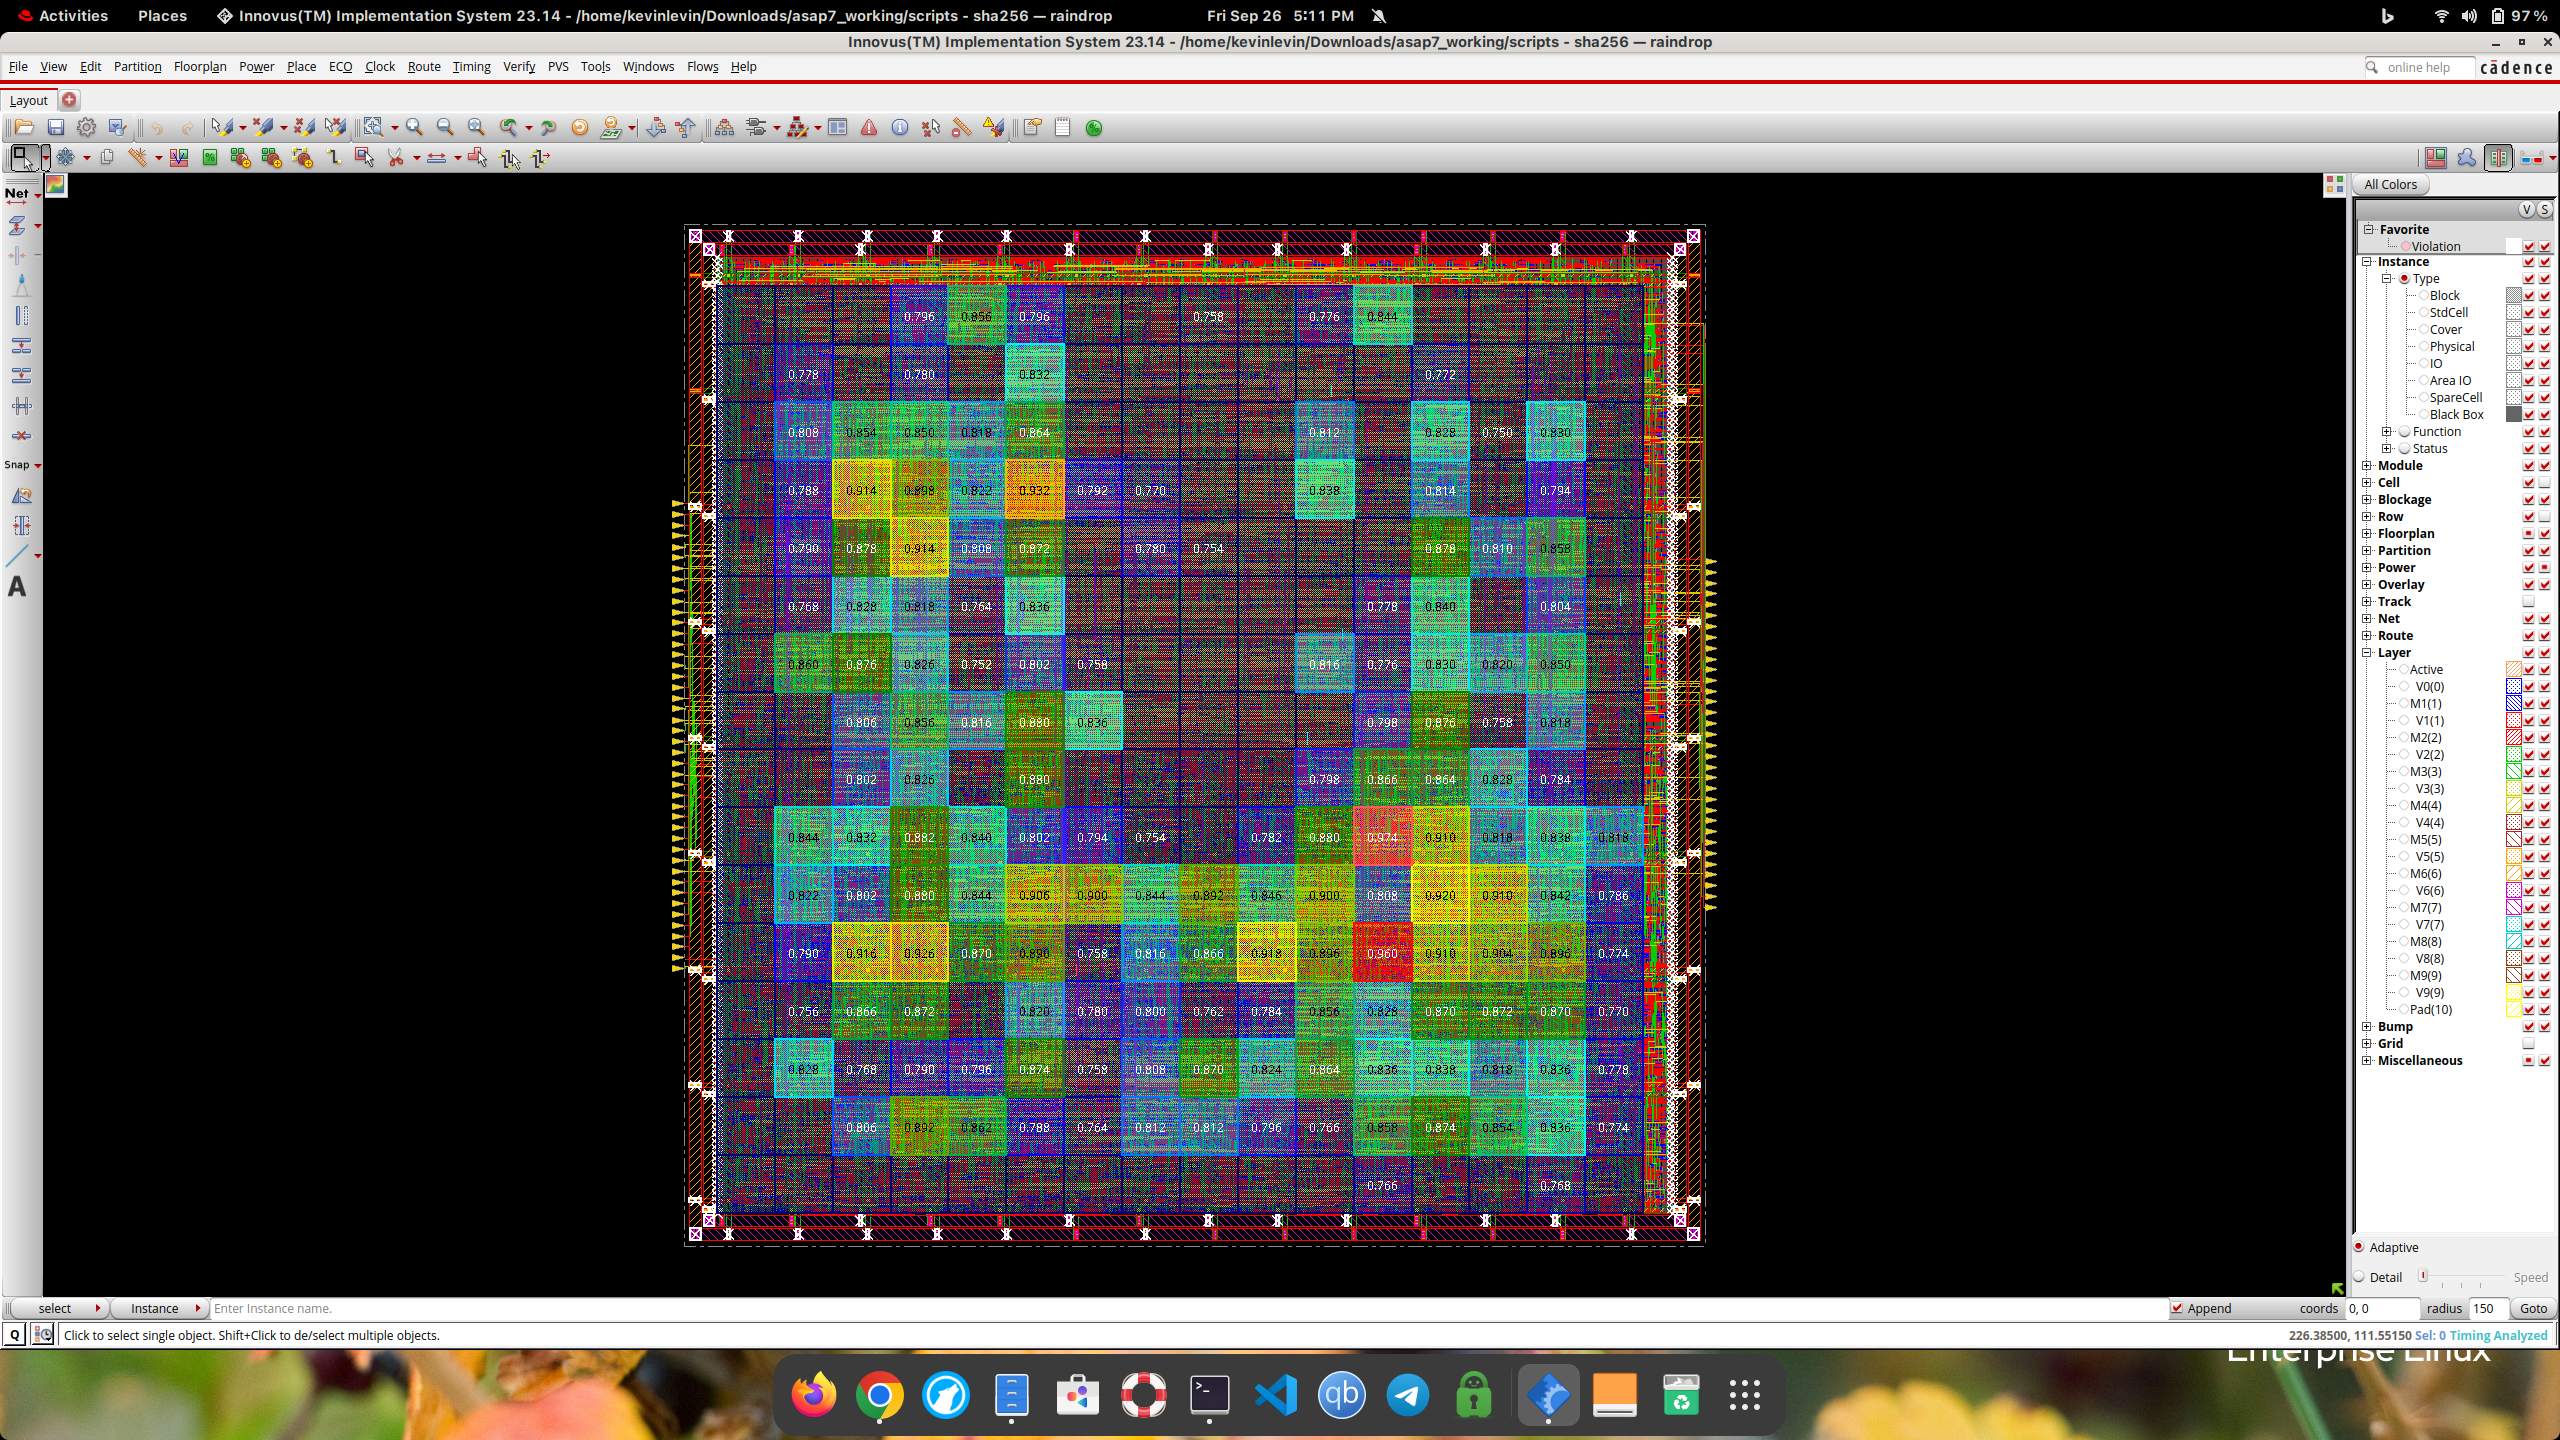 Activities Places Innovus(TM) Implementation System 23.14 - /home/kevinlevin/Downloads/asap7_working/scripts - sha256 — raindrop Fri Sep 26 5:11 PM 97 %
Innovus(TM) Implementation System 23.14 - /home/kevinlevin/Downloads/asap7_working/scripts - sha256 — raindrop
File View Edit Partition Floorplan Power Place ECO Clock Route Timing Verify PVS Tools Windows Flows Help online help cādence
Layout
All Colors
Net
V S
Favorite
Violation
Instance
Type
Block
StdCell
Cover
Physical
IO
Area IO
SpareCell
Black Box
Function
Status
Module
Cell
Blockage
Row
Floorplan
Partition
Power
Overlay
Track
Net
Route
Layer
Active
V0(0)
M1(1)
V1(1)
M2(2)
V2(2)
M3(3)
V3(3)
M4(4)
V4(4)
M5(5)
V5(5)
M6(6)
V6(6)
M7(7)
V7(7)
M8(8)
V8(8)
M9(9)
V9(9)
Pad(10)
Bump
Grid
Miscellaneous
Snap
A
0.796 0.856 0.796 0.758 0.776 0.844
0.778 0.780 0.832 0.772
0.808 0.854 0.850 0.818 0.864 0.812 0.828 0.750 0.830
0.788 0.914 0.898 0.822 0.932 0.792 0.770 0.838 0.814 0.794
0.790 0.878 0.914 0.808 0.872 0.780 0.754 0.878 0.810 0.858
0.768 0.828 0.818 0.764 0.836 0.778 0.840 0.804
0.860 0.876 0.826 0.752 0.802 0.758 0.816 0.776 0.830 0.820 0.850
0.806 0.856 0.816 0.880 0.836 0.798 0.876 0.758 0.818
0.802 0.826 0.880 0.798 0.866 0.864 0.828 0.784
0.844 0.832 0.882 0.840 0.802 0.794 0.754 0.782 0.880 0.974 0.910 0.818 0.838 0.818
0.822 0.802 0.880 0.844 0.906 0.900 0.844 0.892 0.846 0.900 0.808 0.920 0.910 0.842 0.786
0.790 0.916 0.926 0.870 0.890 0.758 0.816 0.866 0.918 0.896 0.960 0.910 0.904 0.896 0.774
0.756 0.866 0.872 0.820 0.780 0.800 0.762 0.784 0.856 0.828 0.870 0.872 0.870 0.770
0.828 0.768 0.790 0.796 0.874 0.758 0.808 0.870 0.824 0.864 0.836 0.838 0.818 0.836 0.778
0.806 0.892 0.862 0.788 0.764 0.812 0.812 0.796 0.766 0.858 0.874 0.854 0.836 0.774
0.766 0.768
Adaptive
Detail Speed
select Instance Enter Instance name. Append coords 0, 0 radius 150 Goto
Q Click to select single object. Shift+Click to de/select multiple objects. 226.38500, 111.55150 Sel: 0 Timing Analyzed
Enterprise Linux
qb